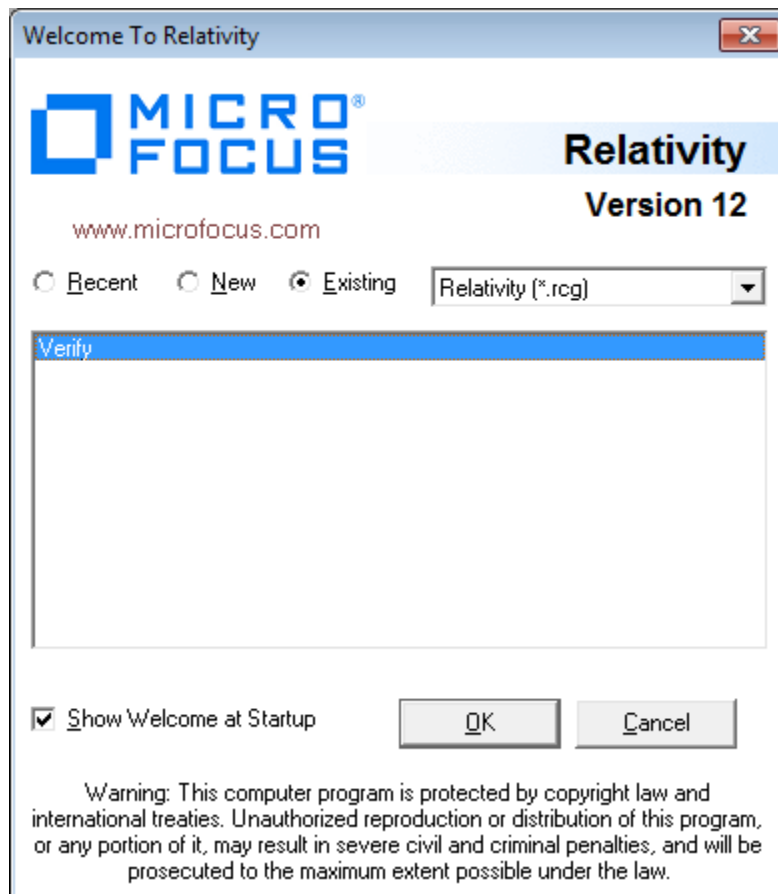 Welcome To Relativity
MICRO
FOCUS®
Relativity
Version 12
www.microfocus.com
Recent New Existing Relativity (*.rcg)
Verify
Show Welcome at Startup OK Cancel
Warning: This computer program is protected by copyright law and
international treaties. Unauthorized reproduction or distribution of this program,
or any portion of it, may result in severe civil and criminal penalties, and will be
prosecuted to the maximum extent possible under the law.